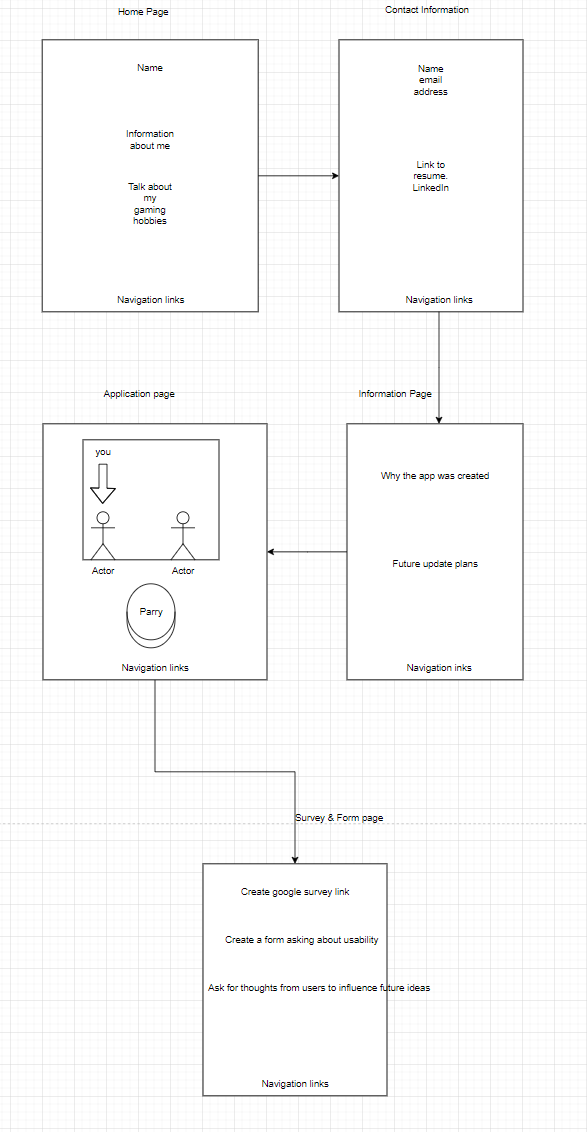 Home Page
Contact Information
Name
Information
about me
Talk about
my
gaming
hobbies
Navigation links
Name
email
address
Link to
resume.
LinkedIn
Navigation links
Application page
Information Page
you
Actor
Actor
Parry
Navigation links
Why the app was created
Future update plans
Navigation inks
Survey & Form page
Create google survey link
Create a form asking about usability
Ask for thoughts from users to influence future ideas
Navigation links